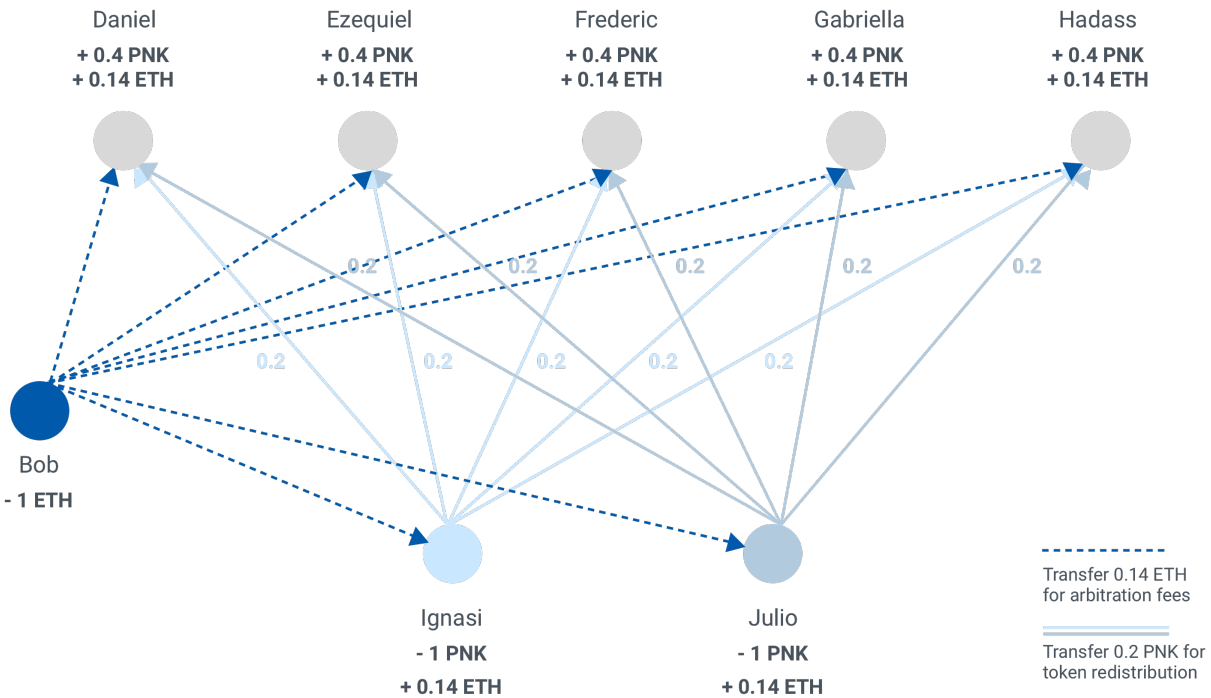 Daniel
Ezequiel
Frederic
Gabriella
Hadass
+ 0.4 PNK
+ 0.14 ETH
+ 0.4 PNK
+ 0.14 ETH
+ 0.4 PNK
+ 0.14 ETH
+ 0.4 PNK
+ 0.14 ETH
+ 0.4 PNK
+ 0.14 ETH
0.2
0.2
0.2
0.2
0.2
0.2
0.2
0.2
0.2
0.2
Bob
- 1 ETH
Ignasi
- 1 PNK
+ 0.14 ETH
Julio
- 1 PNK
+ 0.14 ETH
Transfer 0.14 ETH
for arbitration fees
Transfer 0.2 PNK for
token redistribution